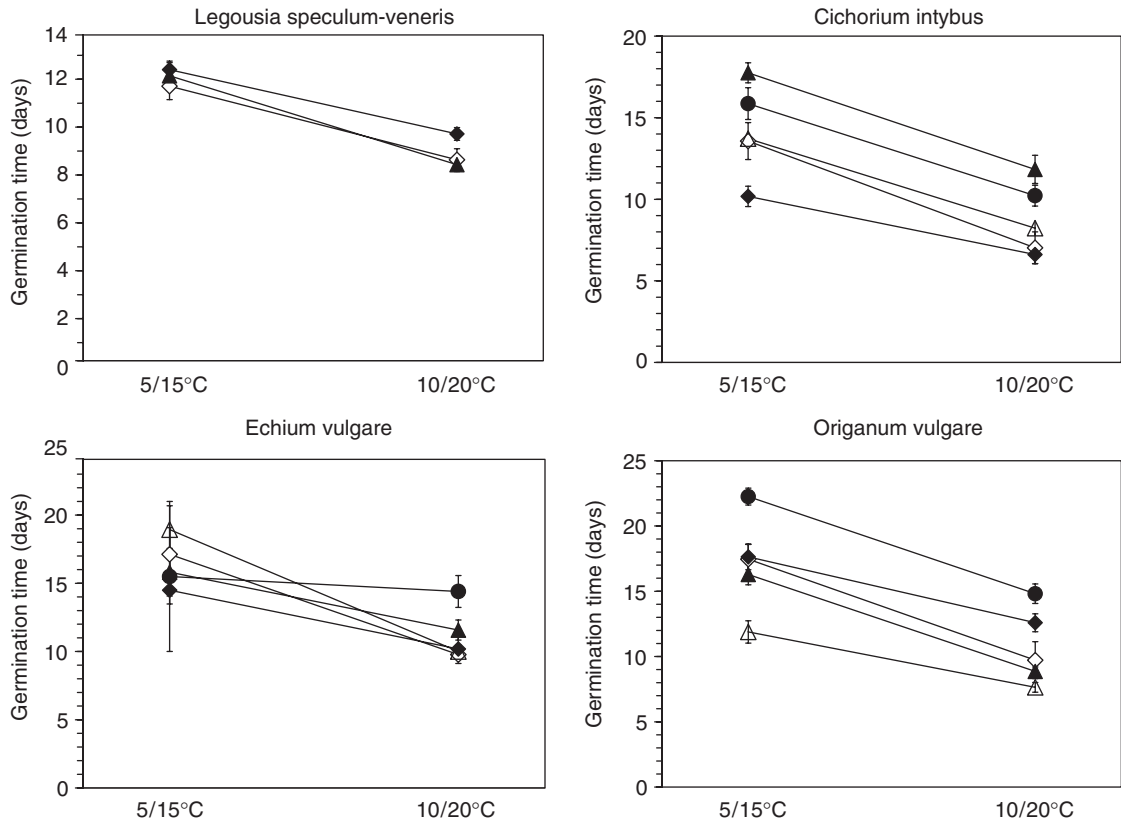 Legousia speculum-veneris
Germination time (days)
14
12
10
8
6
4
2
0
5/15°C 10/20°C
Cichorium intybus
Germination time (days)
20
15
10
5
0
5/15°C 10/20°C
Echium vulgare
Germination time (days)
25
20
15
10
5
0
5/15°C 10/20°C
Origanum vulgare
Germination time (days)
25
20
15
10
5
0
5/15°C 10/20°C